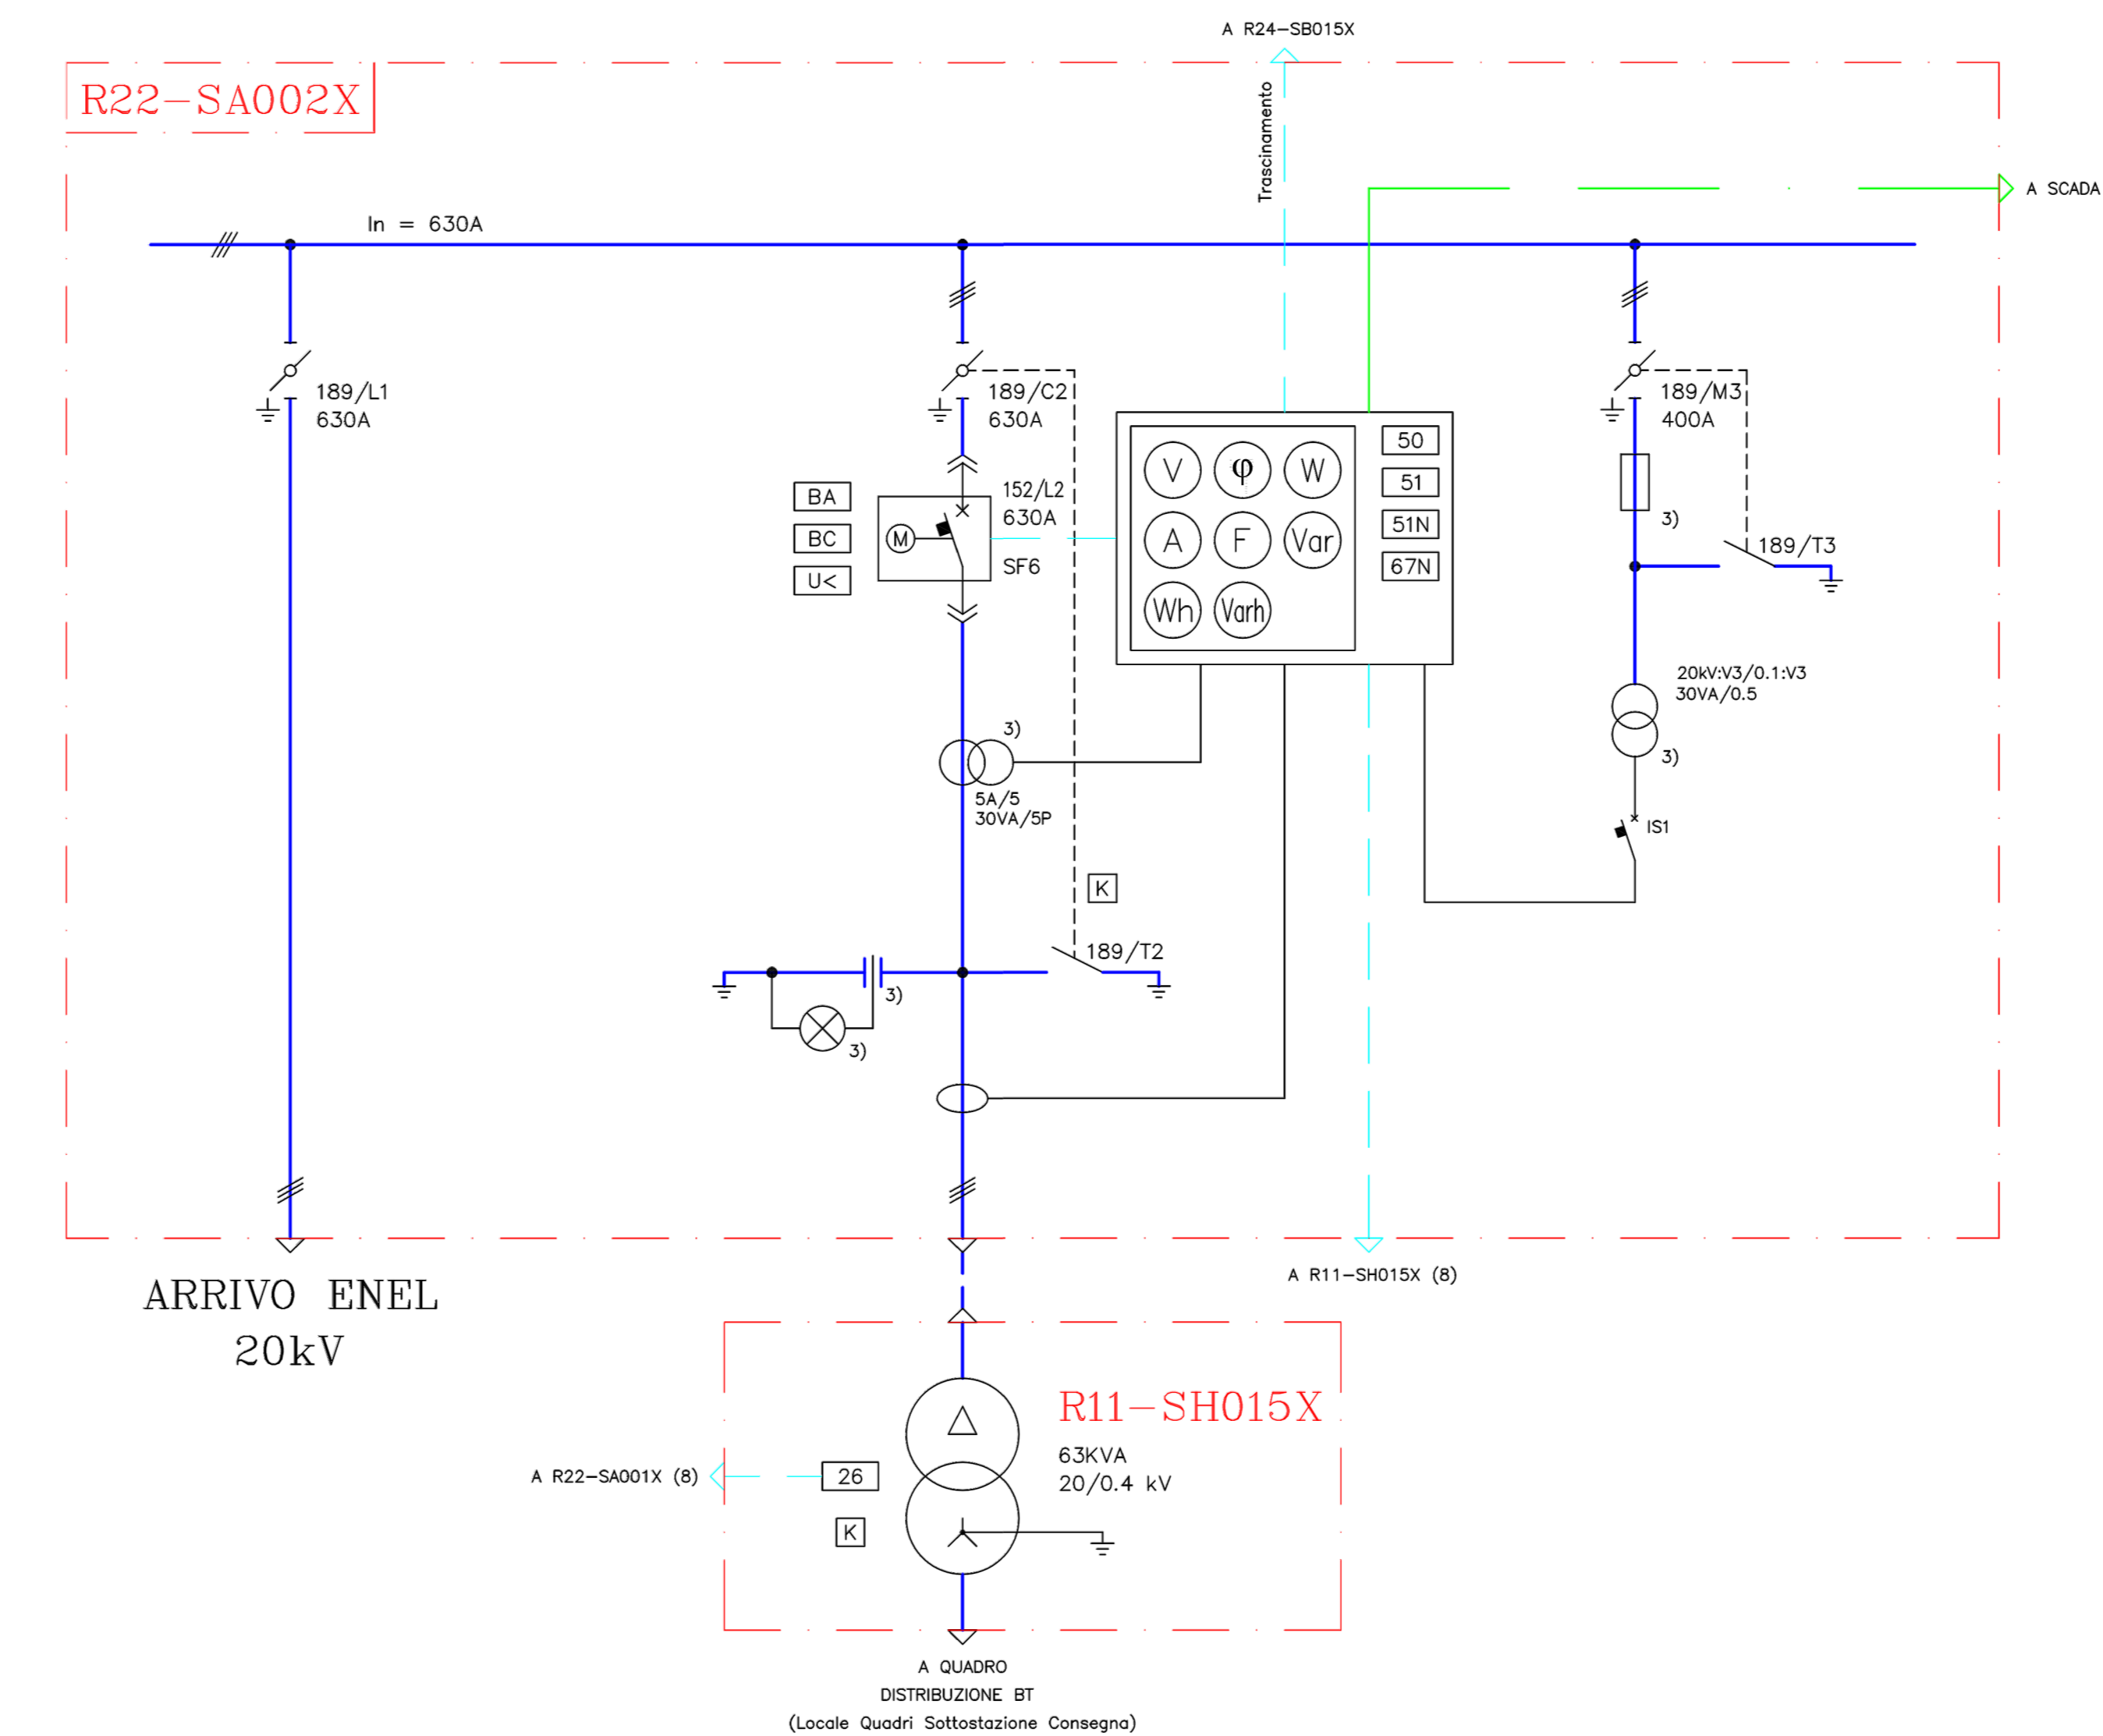 A R24-SB015X
R22-SA002X
Trascinamento
A SCADA
In = 630A
189/L1
630A
189/C2
630A
189/M3
400A
BA
BC
U<
M
152/L2
630A
SF6
V φ W
A F Var
Wh Varh
50
51
51N
67N
3)
189/T3
20kV:V3/0.1:V3
30VA/0.5
3)
IS1
3)
5A/5
30VA/5P
K
189/T2
3)
3)
A R11-SH015X (8)
ARRIVO ENEL
20kV
R11-SH015X
63KVA
20/0.4 kV
A R22-SA001X (8)
26
K
A QUADRO
DISTRIBUZIONE BT
(Locale Quadri Sottostazione Consegna)